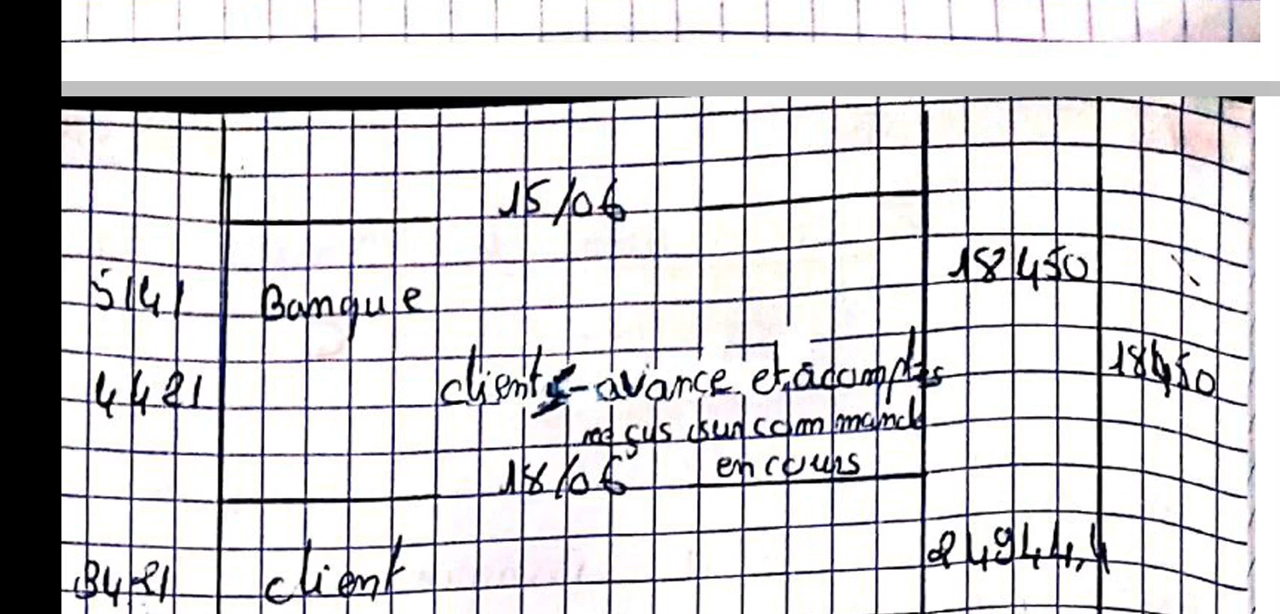 15/06
18450
5141 Banque
4421 clients-avance et acomptes 18450
reçus sur commande
en cours
18/06
3421 client 24944,4